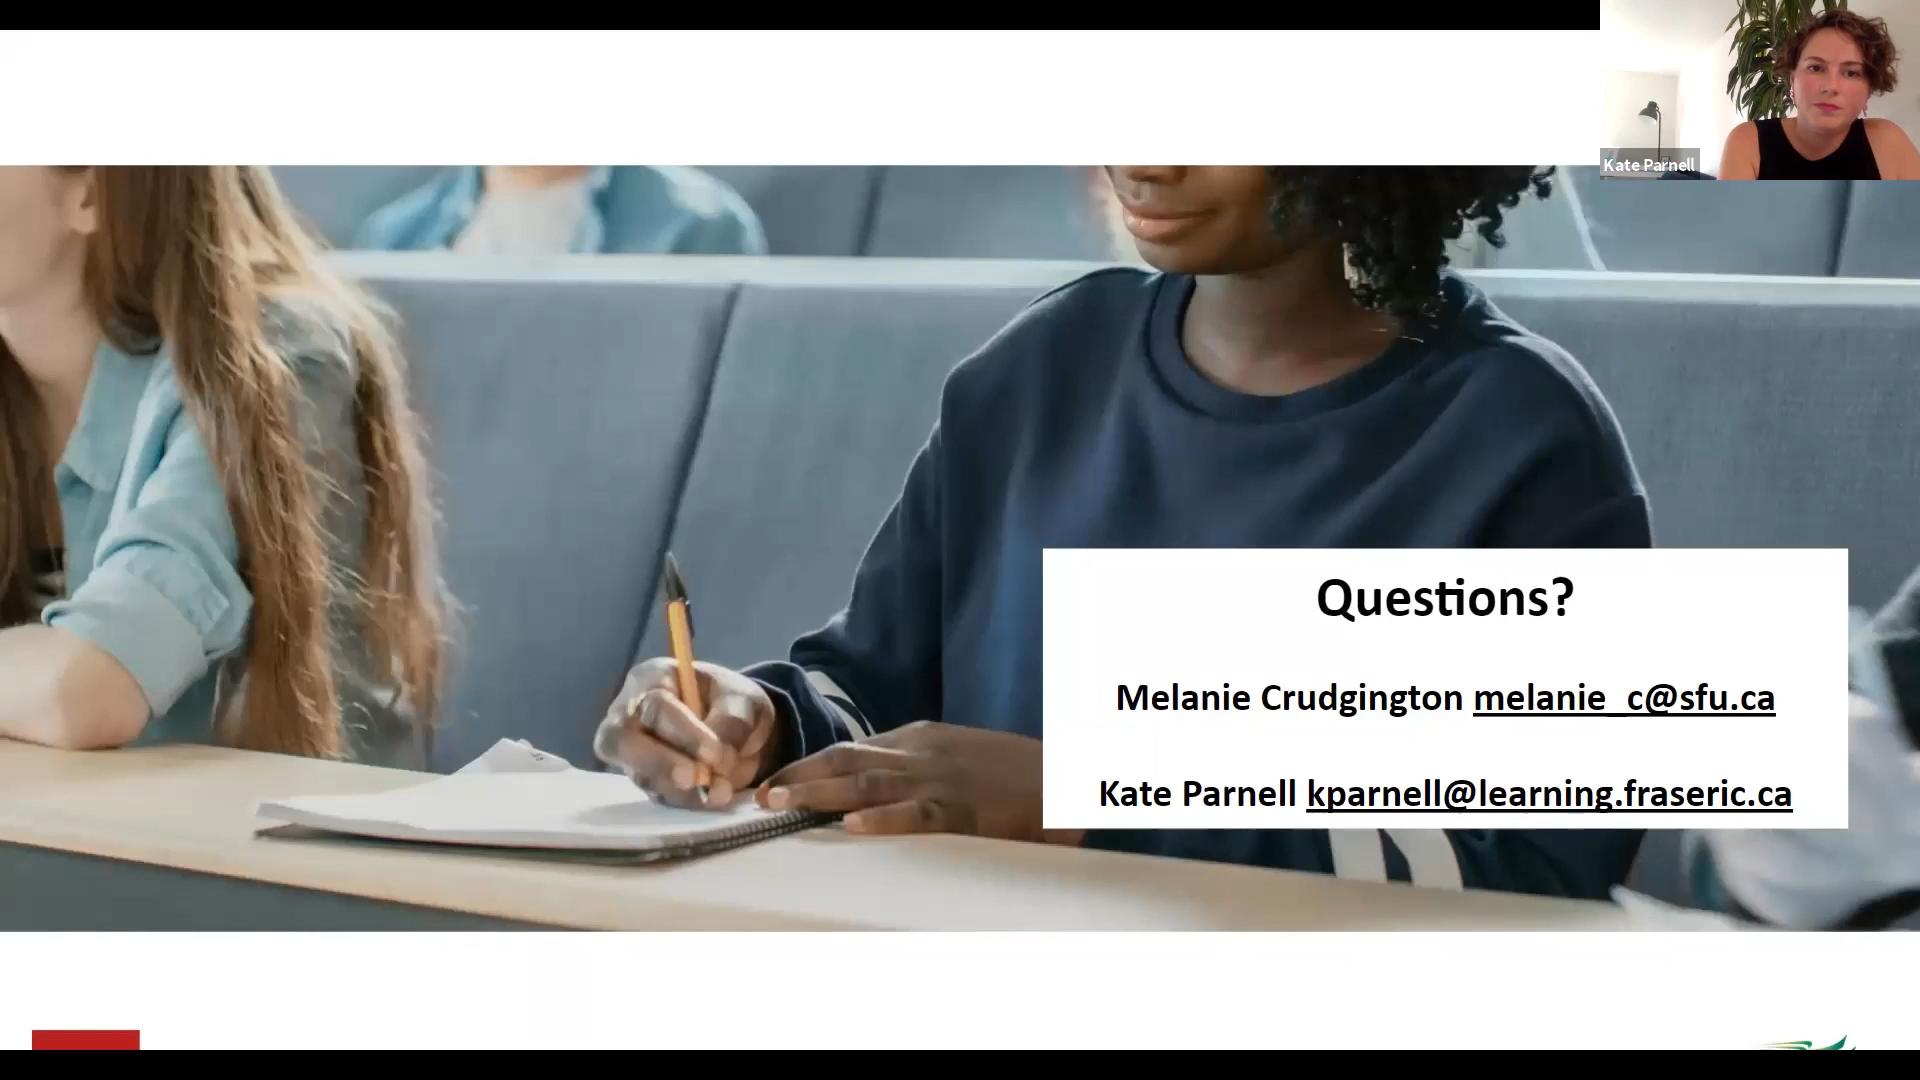 Kate Parnell
Questions?
Melanie Crudgington melanie_c@sfu.ca
Kate Parnell kparnell@learning.fraseric.ca